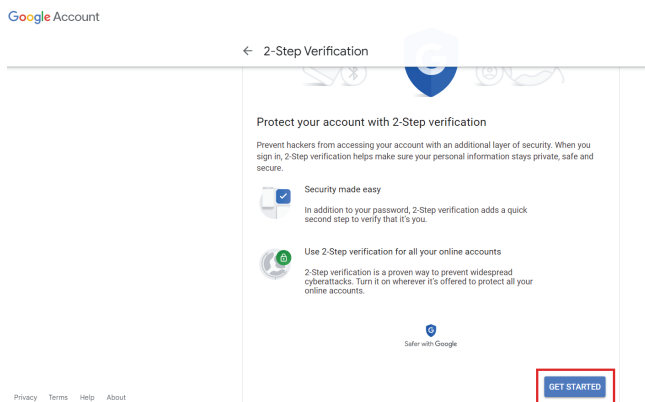 Google Account
← 2-Step Verification
Protect your account with 2-Step verification
Prevent hackers from accessing your account with an additional layer of security. When you
sign in, 2-Step verification helps make sure your personal information stays private, safe and
secure.
Security made easy
In addition to your password, 2-Step verification adds a quick
second step to verify that it's you.
Use 2-Step verification for all your online accounts
2-Step verification is a proven way to prevent widespread
cyberattacks. Turn it on wherever it's offered to protect all your
online accounts.
G
Safer with Google
GET STARTED
Privacy Terms Help About